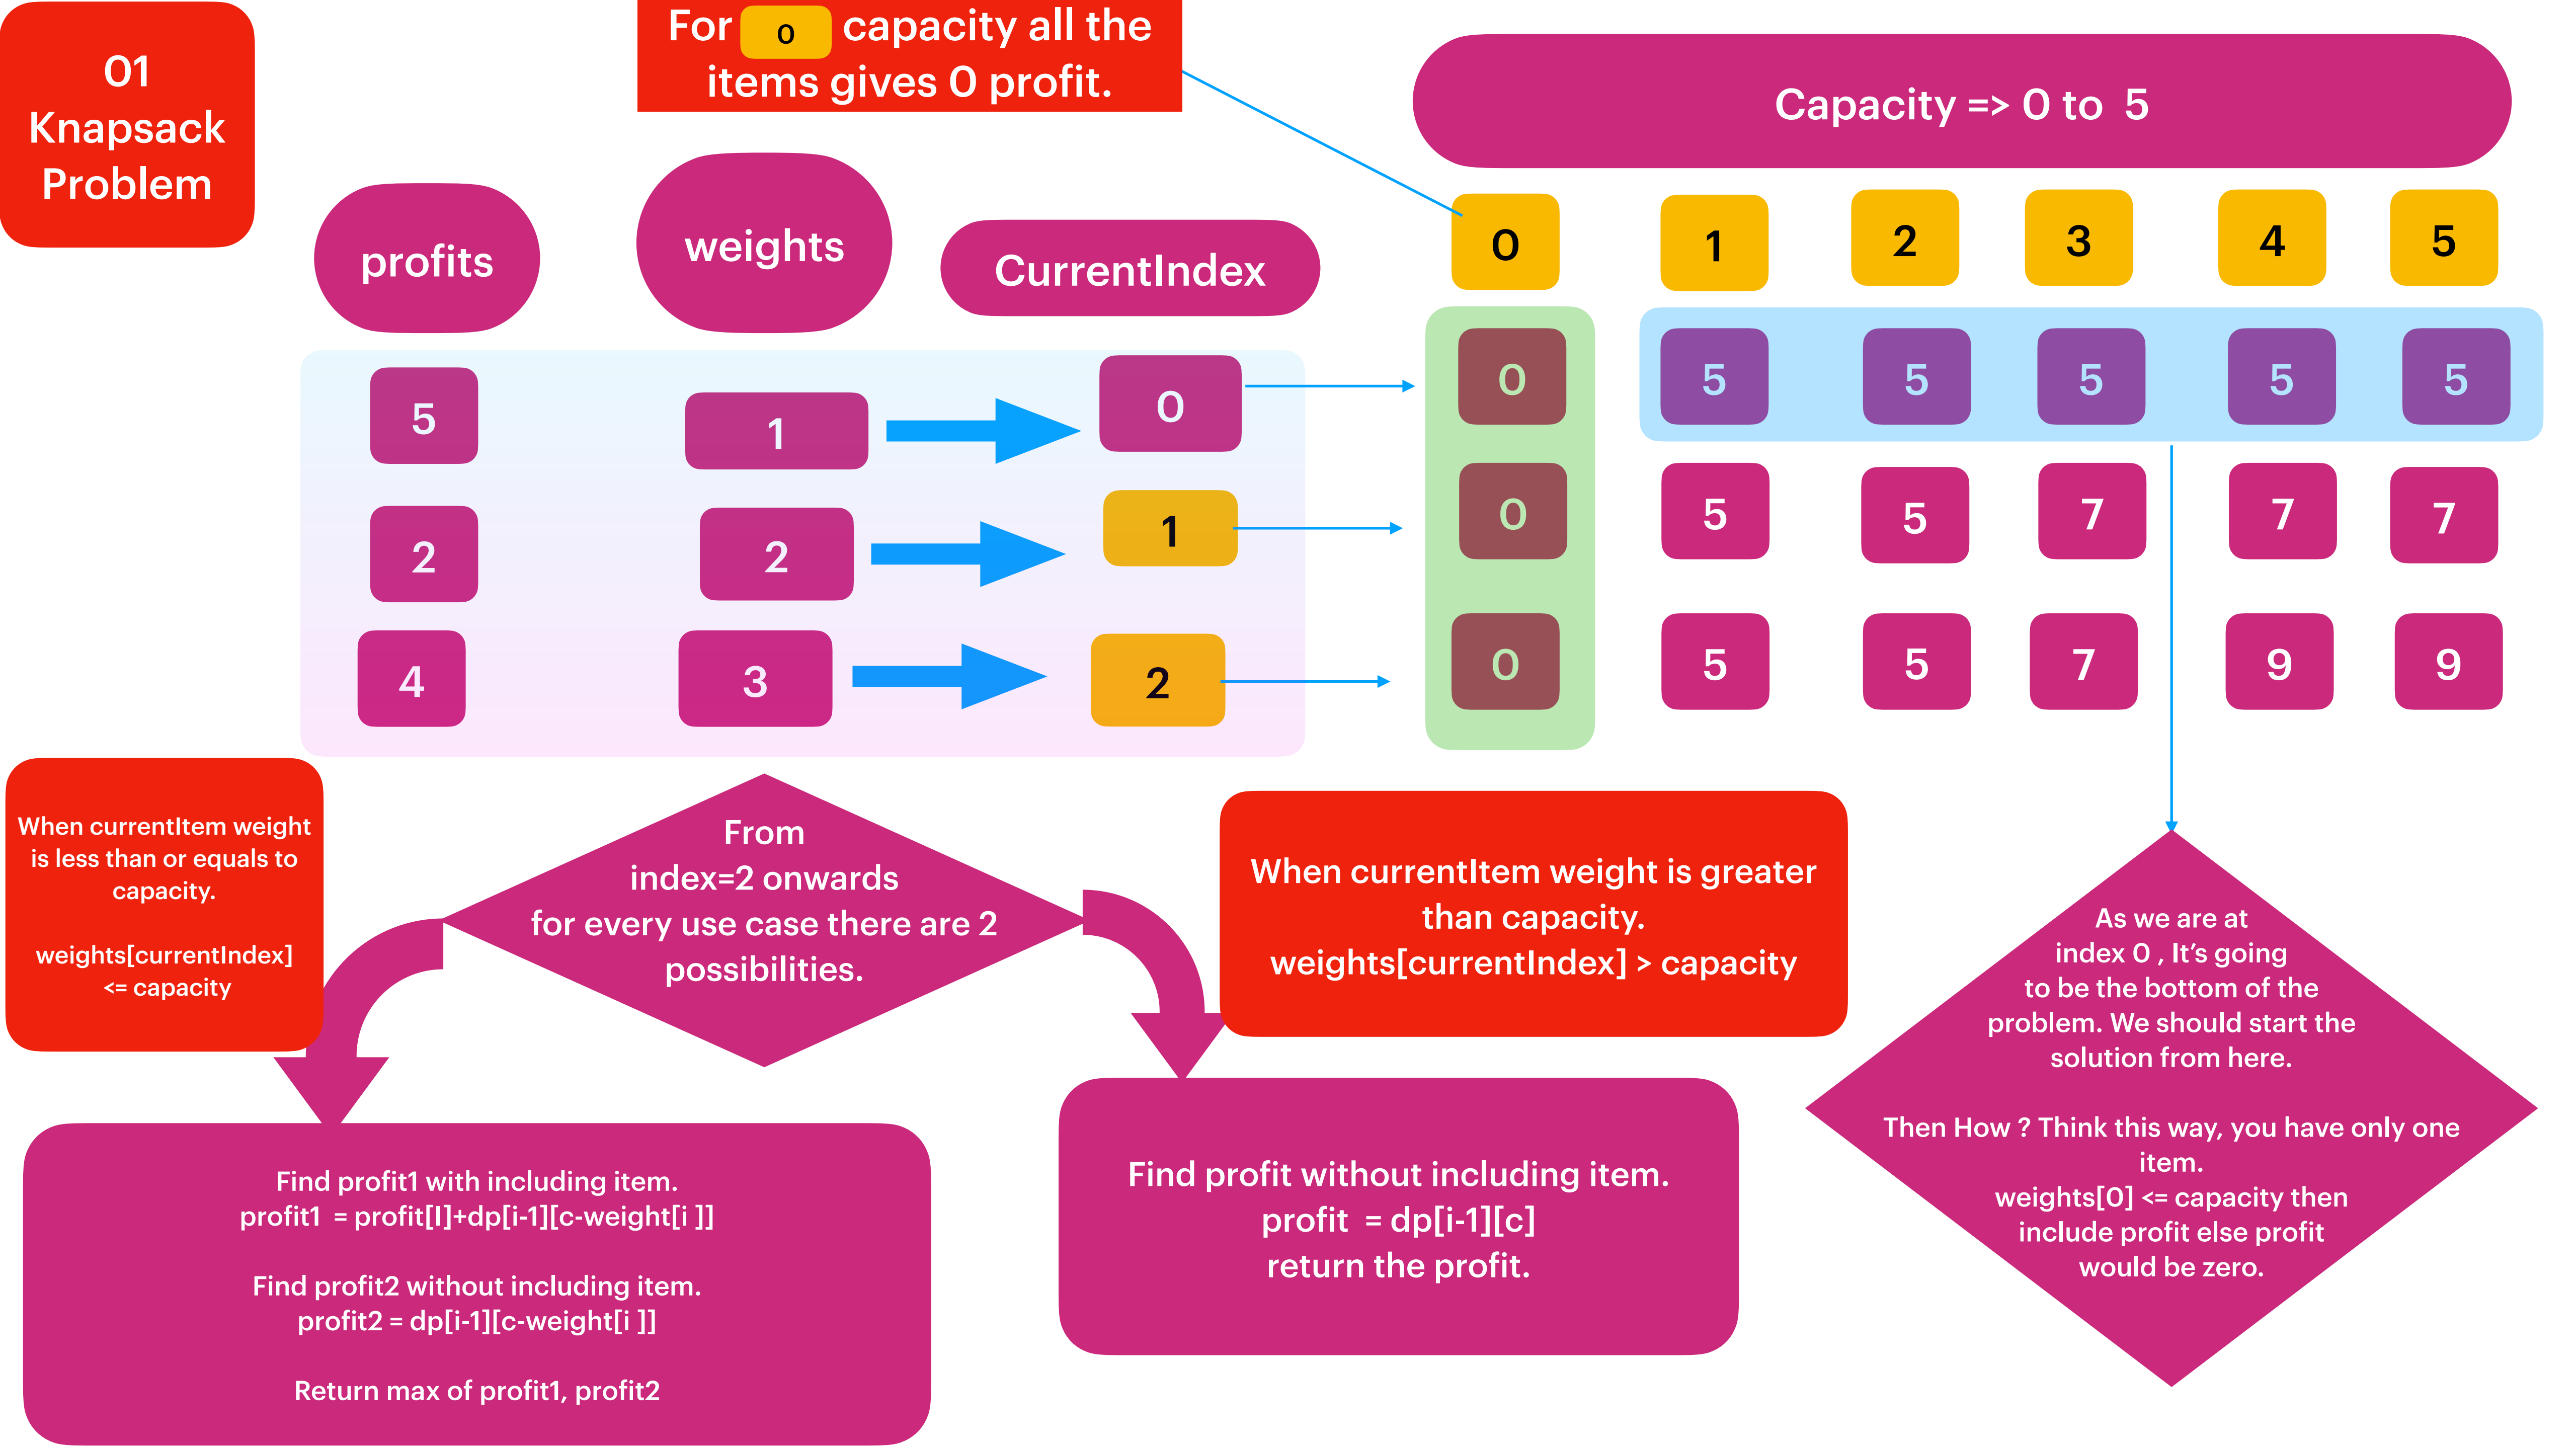 01
Knapsack
Problem
For 0 capacity all the
items gives 0 profit.
Capacity => 0 to 5
profits
weights
CurrentIndex
0 1 2 3 4 5
5 1 0 0 5 5 5 5 5
2 2 1 0 5 5 7 7 7
4 3 2 0 5 5 7 9 9
When currentItem weight
is less than or equals to
capacity.
weights[currentIndex]
<= capacity
From
index=2 onwards
for every use case there are 2
possibilities.
When currentItem weight is greater
than capacity.
weights[currentIndex] > capacity
As we are at
index 0 , It’s going
to be the bottom of the
problem. We should start the
solution from here.
Then How ? Think this way, you have only one
item.
weights[0] <= capacity then
include profit else profit
would be zero.
Find profit1 with including item.
profit1 = profit[I]+dp[i-1][c-weight[i ]]
Find profit2 without including item.
profit2 = dp[i-1][c-weight[i ]]
Return max of profit1, profit2
Find profit without including item.
profit = dp[i-1][c]
return the profit.